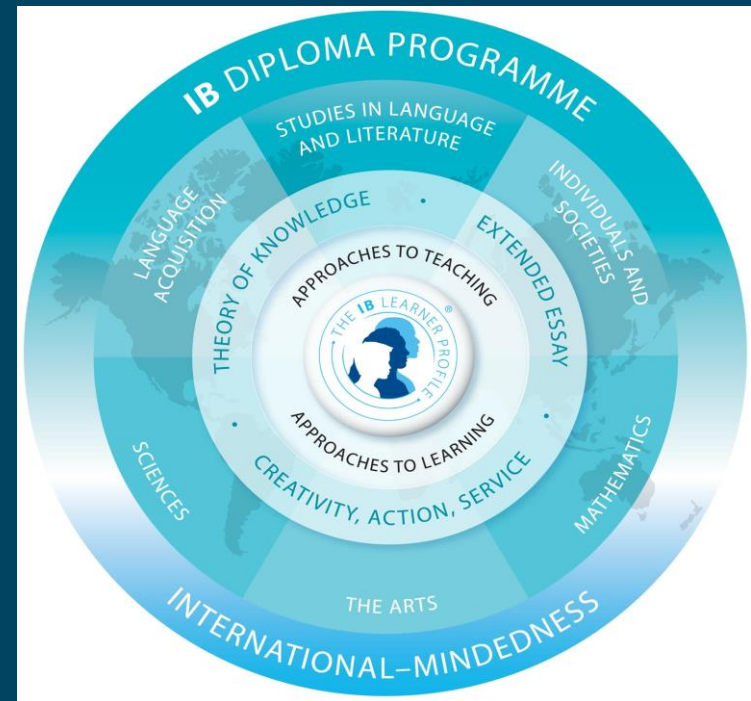 IB DIPLOMA PROGRAMME
STUDIES IN LANGUAGE
AND LITERATURE
LANGUAGE
ACQUISITION
INDIVIDUALS AND
SOCIETIES
THEORY OF KNOWLEDGE
EXTENDED ESSAY
APPROACHES TO TEACHING
THE IB LEARNER PROFILE ®
APPROACHES TO LEARNING
CREATIVITY, ACTION, SERVICE
SCIENCES
MATHEMATICS
THE ARTS
INTERNATIONAL–MINDEDNESS